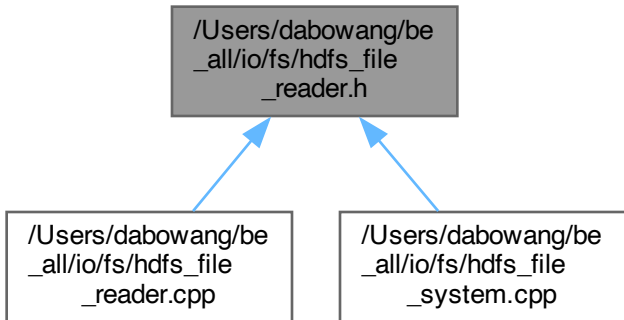 /Users/dabowang/be
_all/io/fs/hdfs_file
_reader.h
/Users/dabowang/be
_all/io/fs/hdfs_file
_reader.cpp
/Users/dabowang/be
_all/io/fs/hdfs_file
_system.cpp